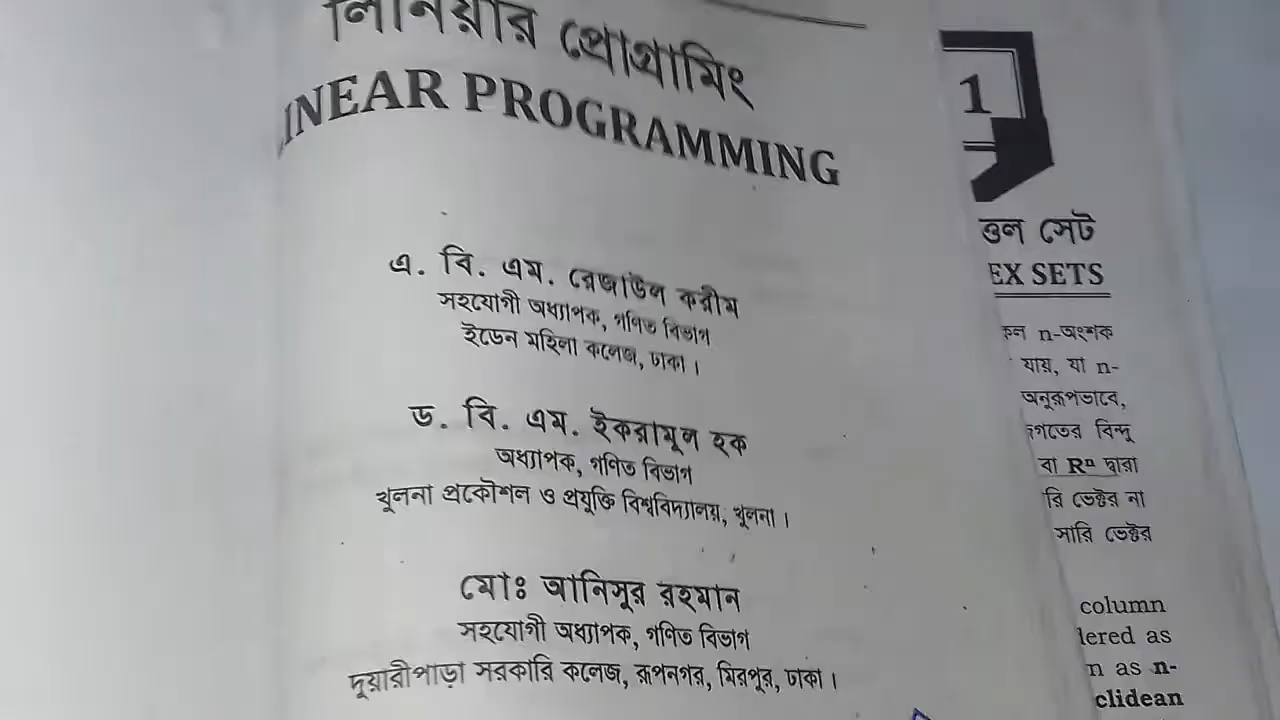 লিনিয়ার প্রোগ্রামিং
INEAR PROGRAMMING
এ. বি. এম. রেজাউল করীম
সহযোগী অধ্যাপক, গণিত বিভাগ
ইডেন মহিলা কলেজ, ঢাকা।
ড. বি. এম. ইকরামুল হক
অধ্যাপক, গণিত বিভাগ
খুলনা প্রকৌশল ও প্রযুক্তি বিশ্ববিদ্যালয়, খুলনা।
মোঃ আনিসুর রহমান
সহযোগী অধ্যাপক, গণিত বিভাগ
দুয়ারীপাড়া সরকারি কলেজ, রূপনগর, মিরপুর, ঢাকা।
1
সেট
EX SETS
n-অংশক
যায়, যা n-
অনুরূপভাবে,
বিন্দু
বা Rⁿ দ্বারা
রি ভেক্টর না
সারি ভেক্টর
column
lered as
n as n-
clidean